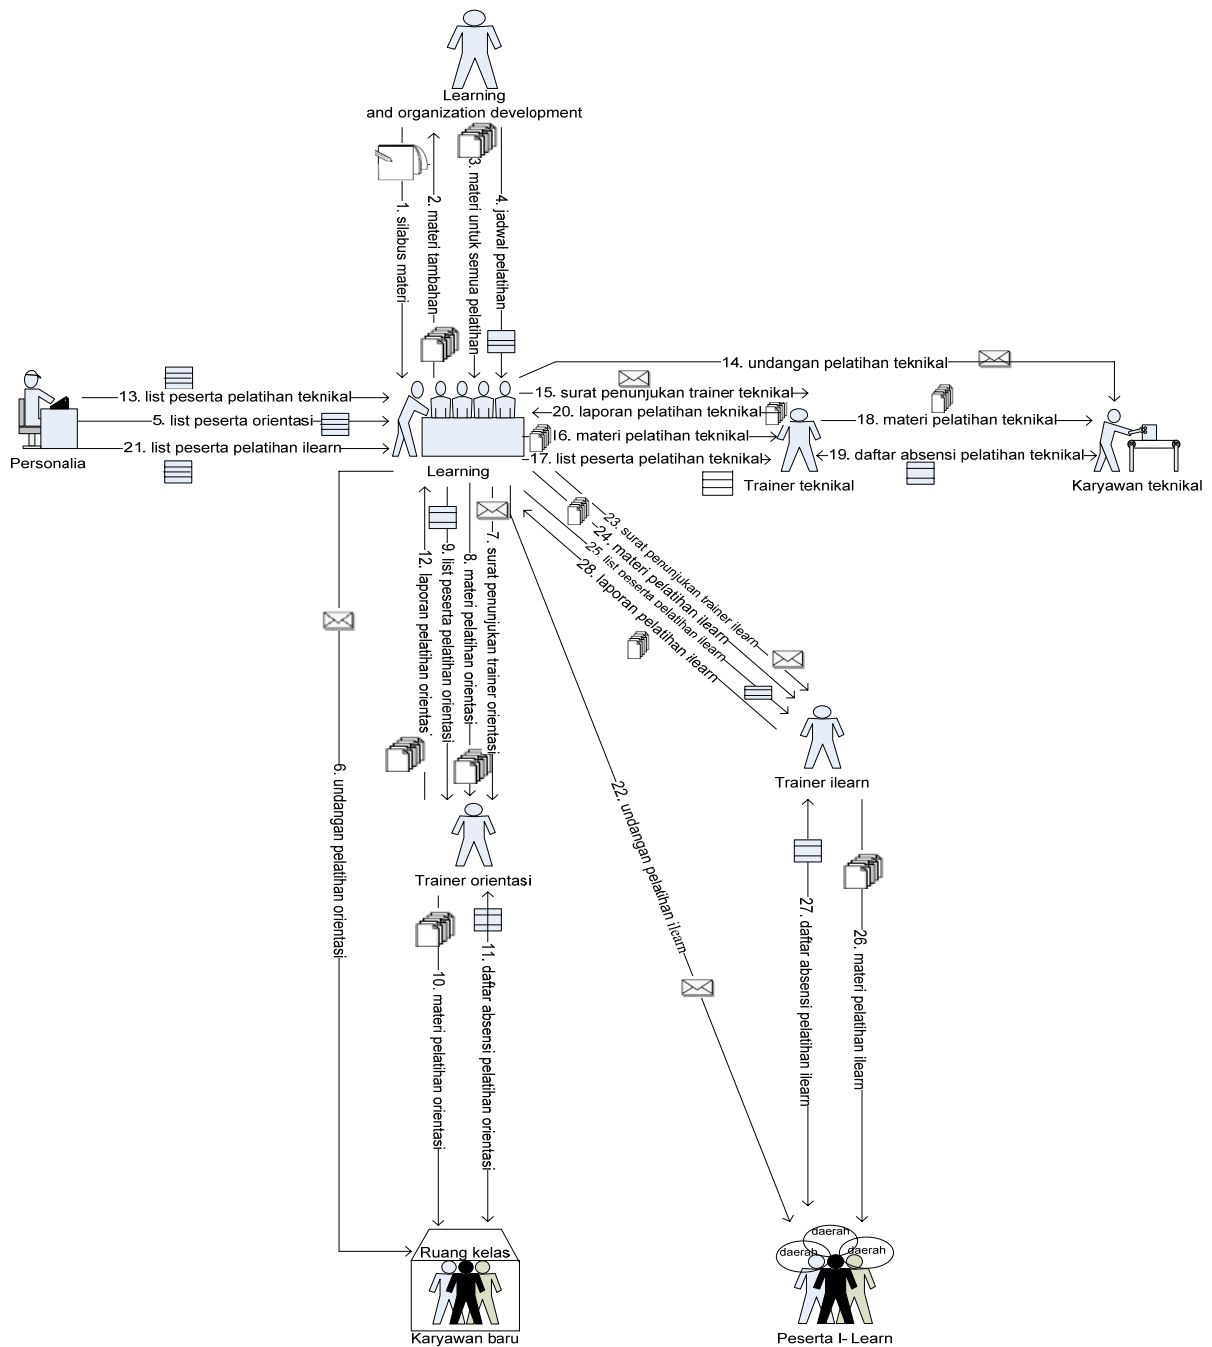 Learning
and organization development
1. silabus materi
2. materi tambahan
3. materi untuk semua pelatihan
4. jadwal pelatihan
14. undangan pelatihan teknikal
13. list peserta pelatihan teknikal
15. surat penunjukan trainer teknikal
5. list peserta orientasi
20. laporan pelatihan teknikal
18. materi pelatihan teknikal
16. materi pelatihan teknikal
21. list peserta pelatihan ilearn
17. list peserta pelatihan teknikal
19. daftar absensi pelatihan teknikal
Personalia
Learning
Trainer teknikal
Karyawan teknikal
12. laporan pelatihan orientas
9. list peserta pelatihan orientasi
8. materi pelatihan orientasi
7. surat penunjukan trainer orientasi
23. surat penunjukan trainer ilearn
24. materi pelatihan ilearn
25. list peserta pelatihan ilearn
28. laporan pelatihan ilearn
6. undangan pelatihan orientasi
22. undangan pelatihan ilearn
Trainer ilearn
Trainer orientasi
10. materi pelatihan orientasi
11. daftar absensi pelatihan orientasi
27. daftar absensi pelatihan ilearn
26. materi pelatihan ilearn
Ruang kelas
daerah
daerah
daerah
Karyawan baru
Peserta I- Learn